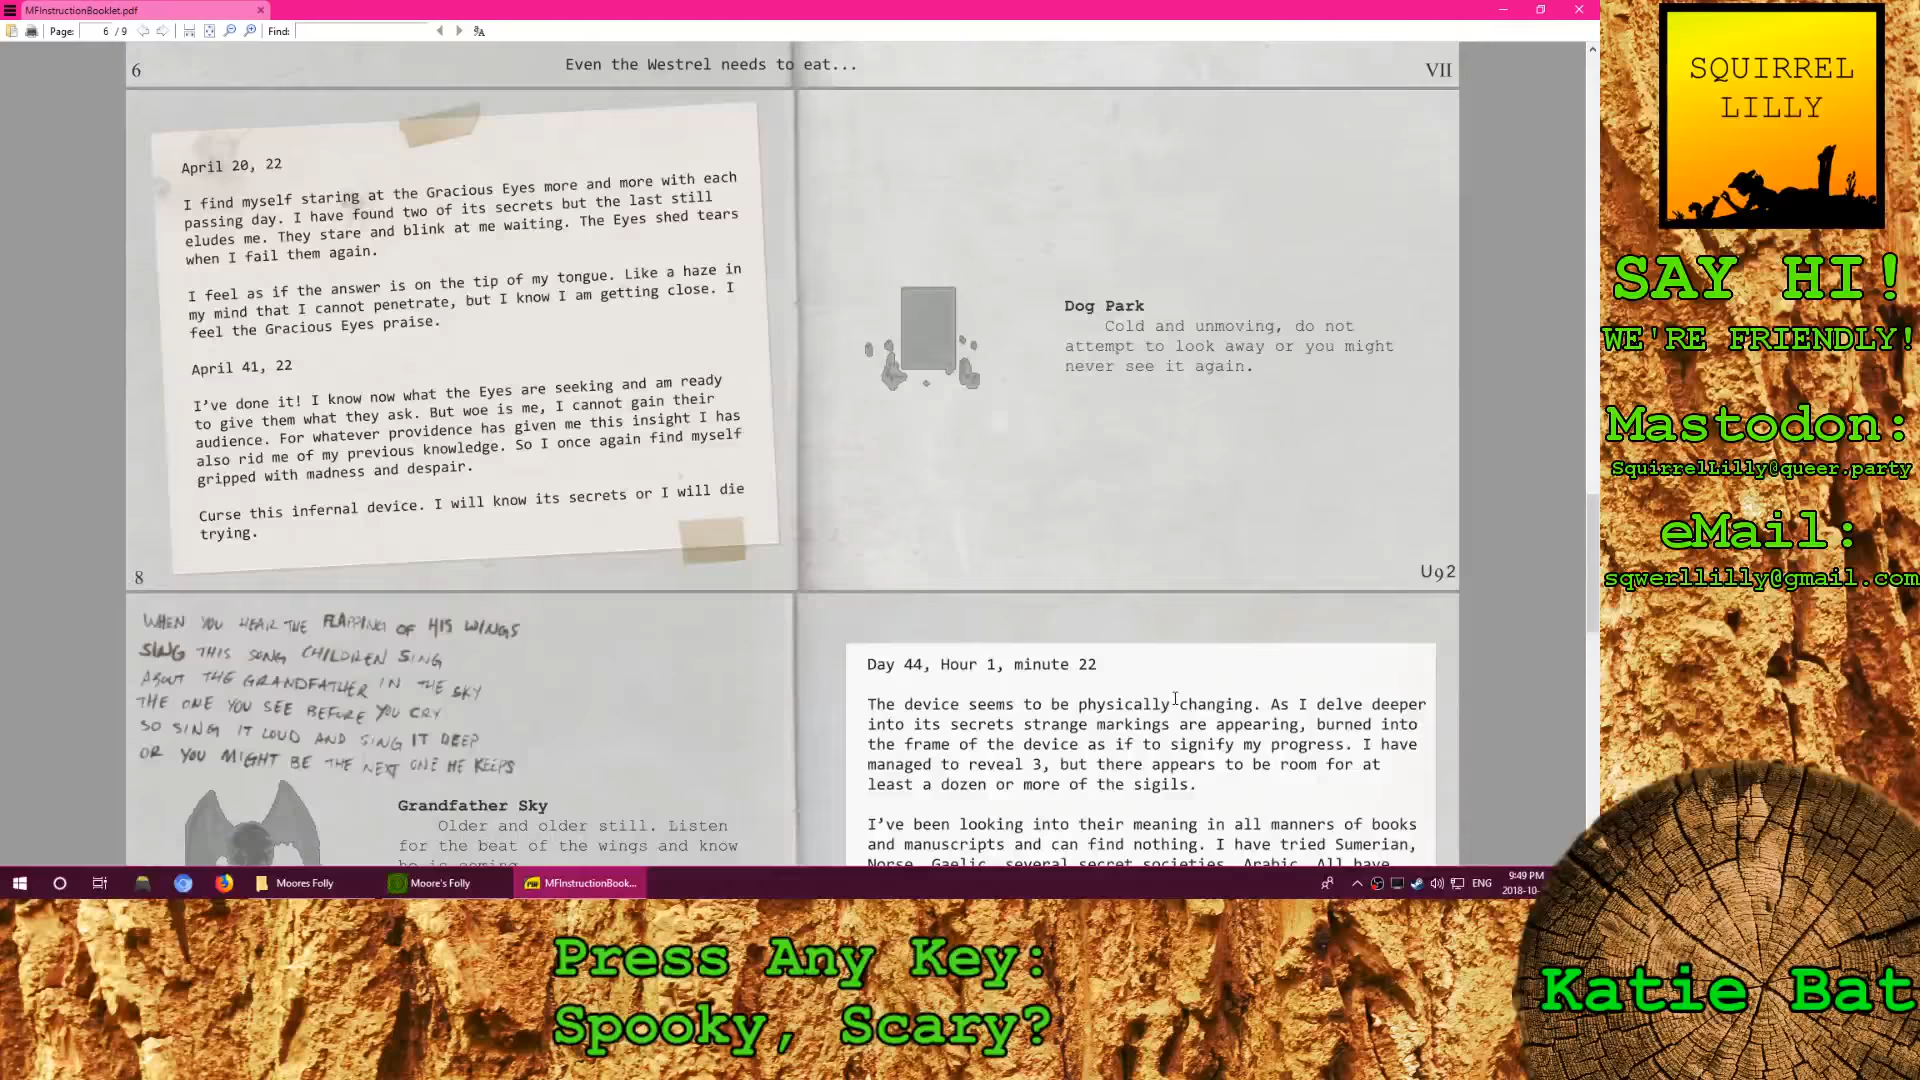 MFInstructionBooklet.pdf
Page: 6 / 9 Find:
6 Even the Westrel needs to eat... VII
April 20, 22
I find myself staring at the Gracious Eyes more and more with each
passing day. I have found two of its secrets but the last still
eludes me. They stare and blink at me waiting. The Eyes shed tears
when I fail them again.
I feel as if the answer is on the tip of my tongue. Like a haze in
my mind that I cannot penetrate, but I know I am getting close. I
feel the Gracious Eyes praise.
April 41, 22
I've done it! I know now what the Eyes are seeking and am ready
to give them what they ask. But woe is me, I cannot gain their
audience. For whatever providence has given me this insight I has
also rid me of my previous knowledge. So I once again find myself
gripped with madness and despair.
Curse this infernal device. I will know its secrets or I will die
trying.
8
Dog Park
Cold and unmoving, do not
attempt to look away or you might
never see it again.
U92
WHEN YOU HEAR THE FLAPPING OF HIS WINGS
SING THIS SONG CHILDREN SING
ABOUT THE GRANDFATHER IN THE SKY
THE ONE YOU SEE BEFORE YOU CRY
SO SING IT LOUD AND SING IT DEEP
OR YOU MIGHT BE THE NEXT ONE HE KEEPS
Grandfather Sky
Older and older still. Listen
for the beat of the wings and know
he is coming.
Day 44, Hour 1, minute 22
The device seems to be physically changing. As I delve deeper
into its secrets strange markings are appearing, burned into
the frame of the device as if to signify my progress. I have
managed to reveal 3, but there appears to be room for at
least a dozen or more of the sigils.
I've been looking into their meaning in all manners of books
and manuscripts and can find nothing. I have tried Sumerian,
Norse, Gaelic, several secret societies, Arabic. All have
Moores Folly
Moore's Folly
MFInstructionBook...
ENG
9:49 PM
2018-10-
SQUIRREL
LILLY
SAY HI!
WE'RE FRIENDLY!
Mastodon:
SquirrelLilly@queer.party
eMail:
sqwerllilly@gmail.com
Press Any Key:
Spooky, Scary?
Katie Bat